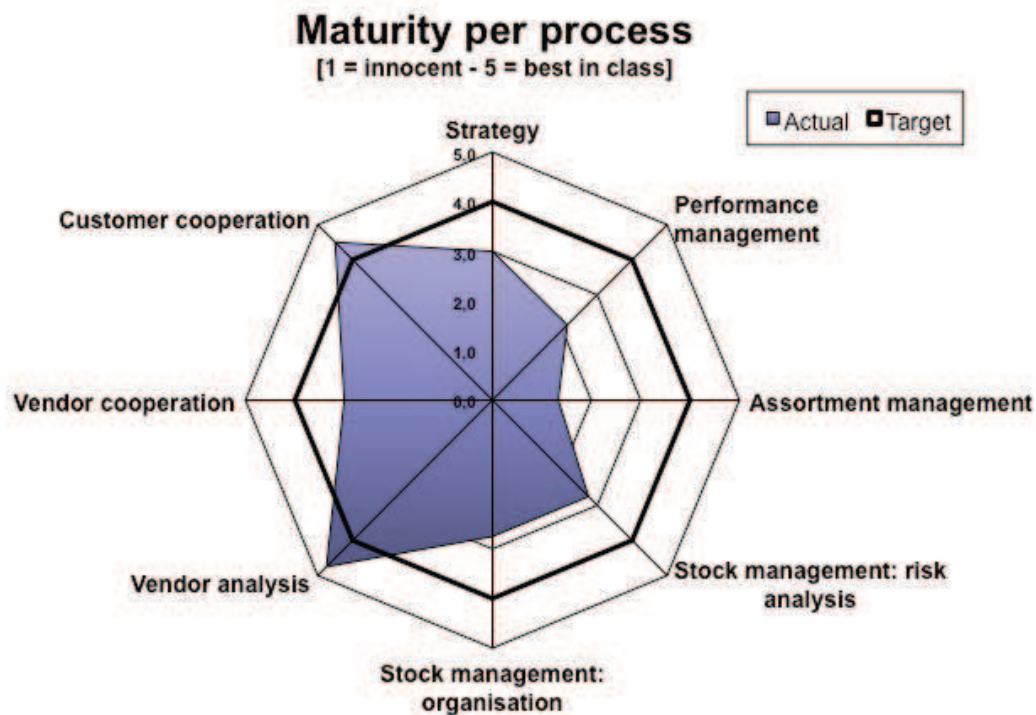 Maturity per process
[1 = innocent - 5 = best in class]
Actual Target
Strategy
5,0
4,0
3,0
2,0
1,0
0,0
Performance
management
Assortment management
Stock management: risk
analysis
Stock management:
organisation
Vendor analysis
Vendor cooperation
Customer cooperation